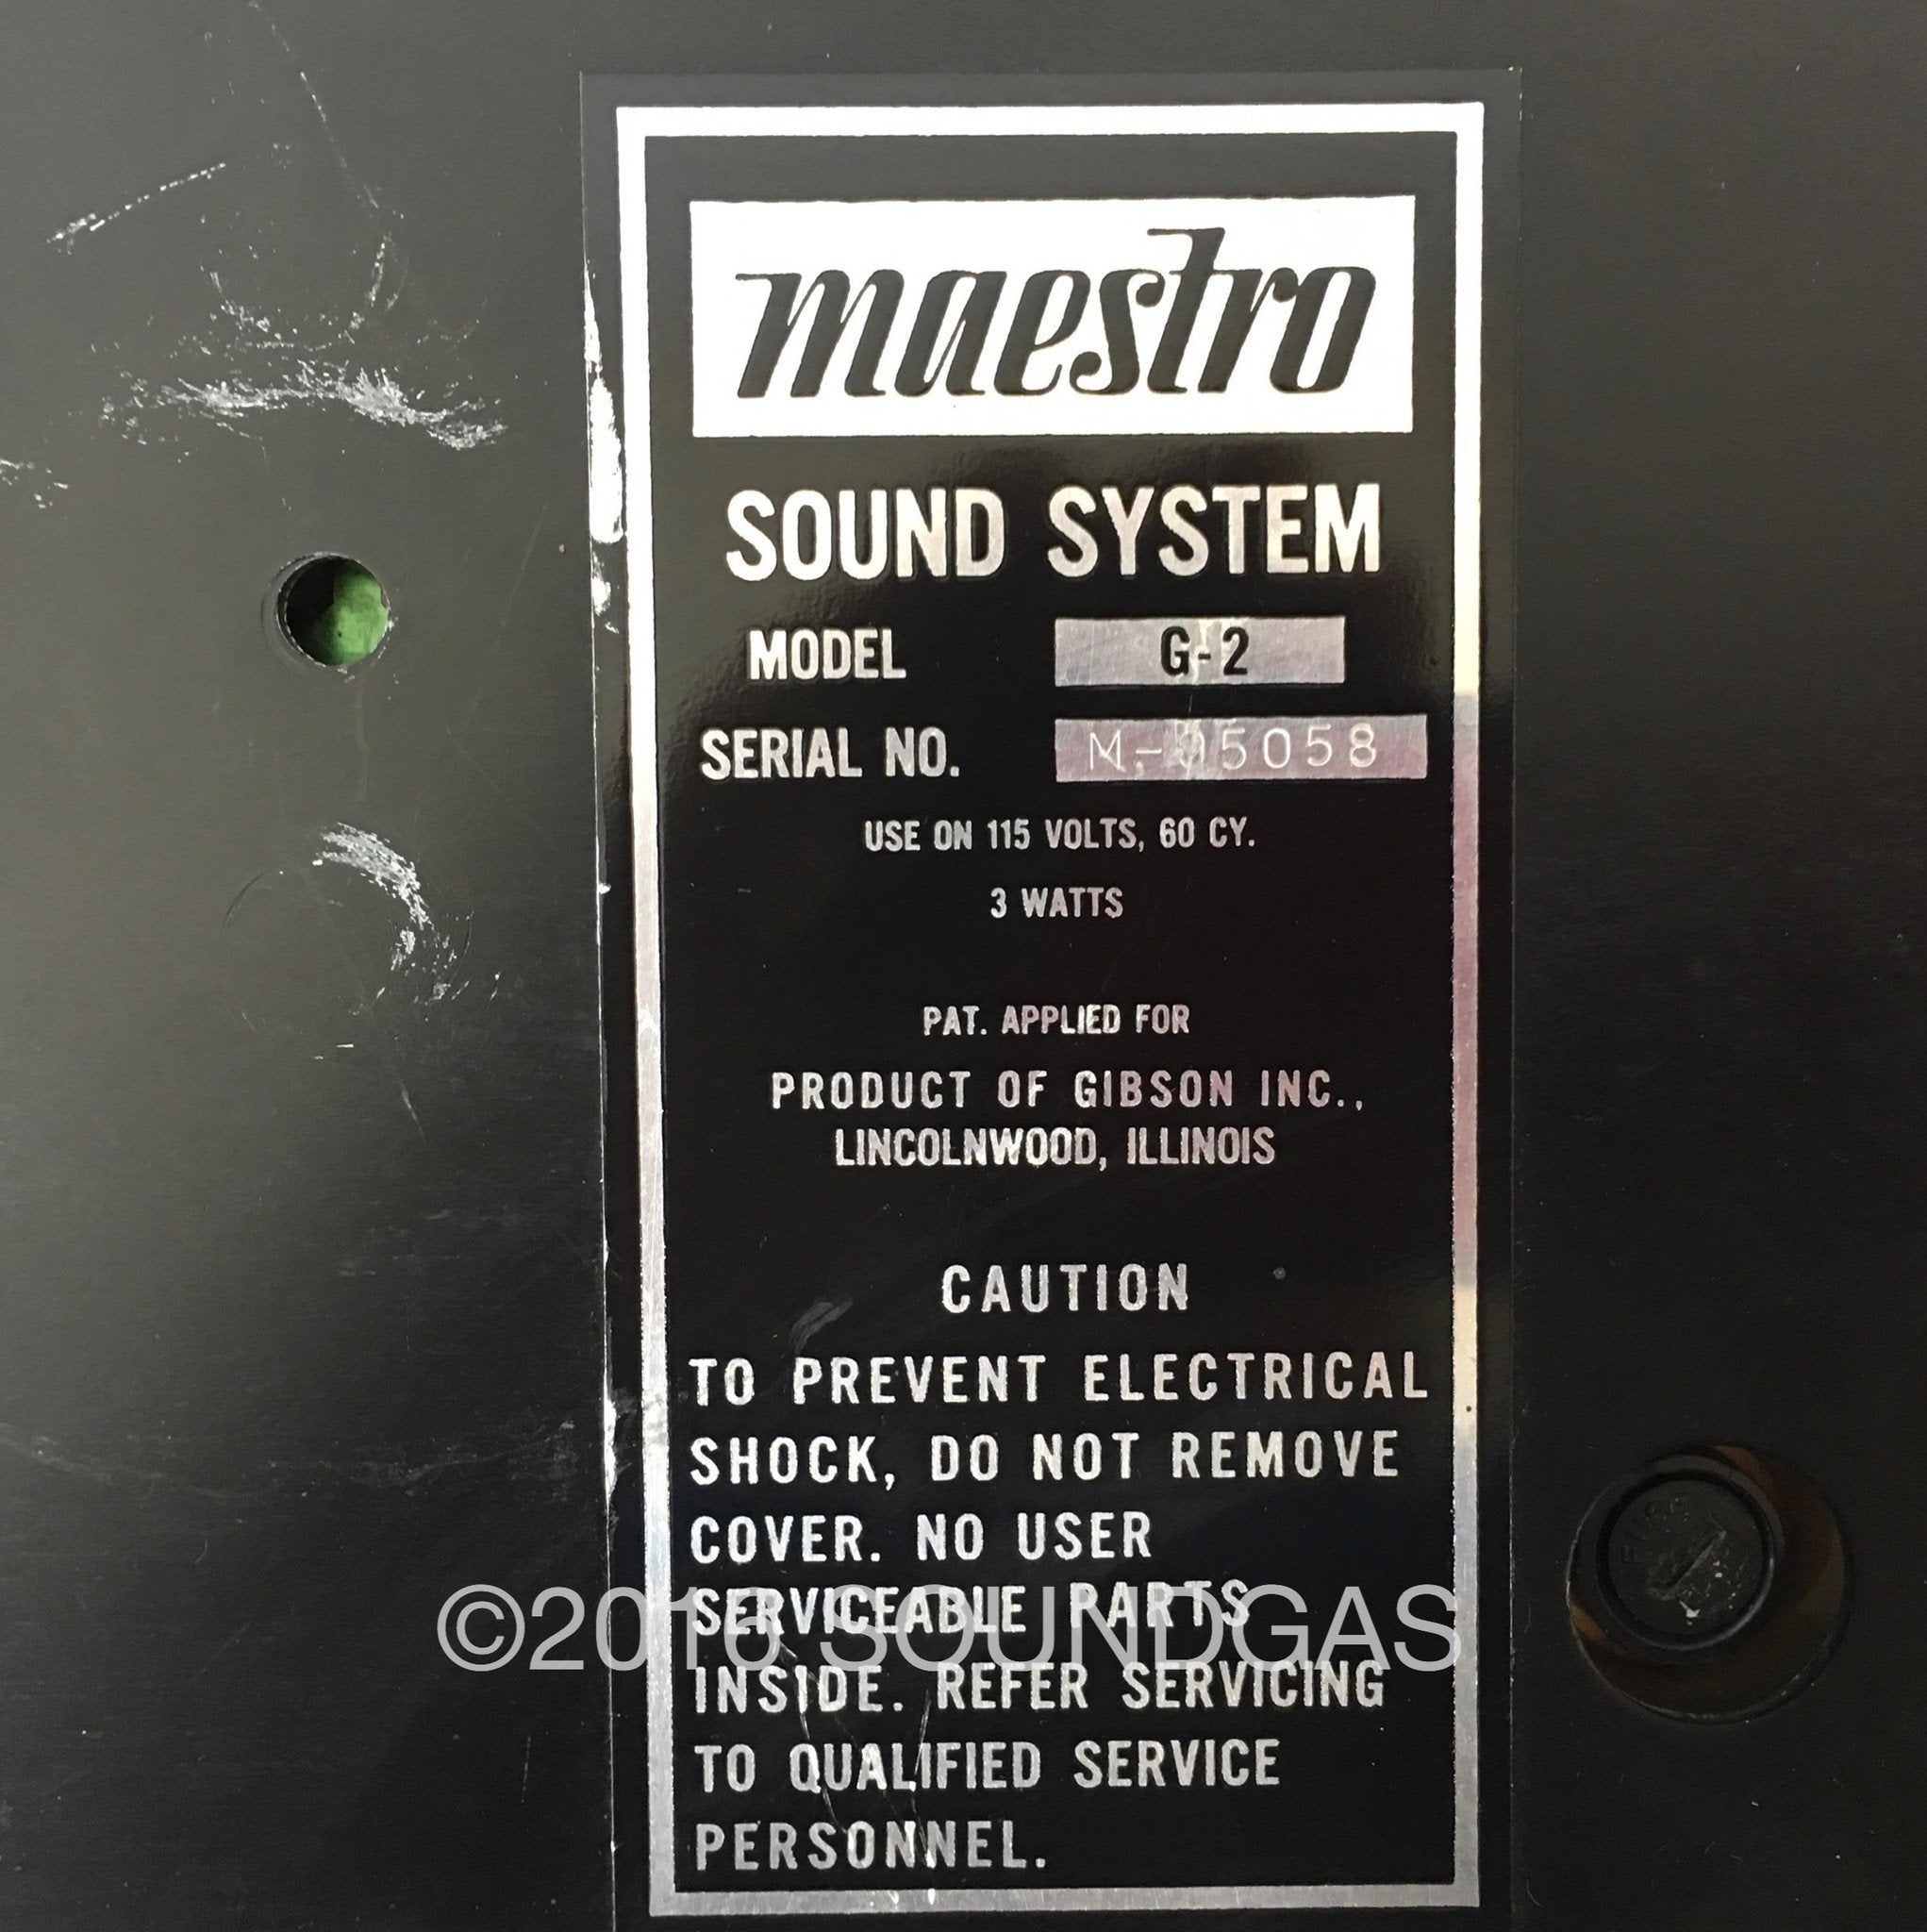 maestro
SOUND SYSTEM
MODEL G-2
SERIAL NO.
USE ON 115 VOLTS, 60 CY.
3 WATTS
PAT. APPLIED FOR
PRODUCT OF GIBSON INC.,
LINCOLNWOOD, ILLINOIS
CAUTION
TO PREVENT ELECTRICAL
SHOCK, DO NOT REMOVE
COVER. NO USER
SERVICEABLE PARTS
©2016 SOUNDGAS
INSIDE. REFER SERVICING
TO QUALIFIED SERVICE
PERSONNEL.